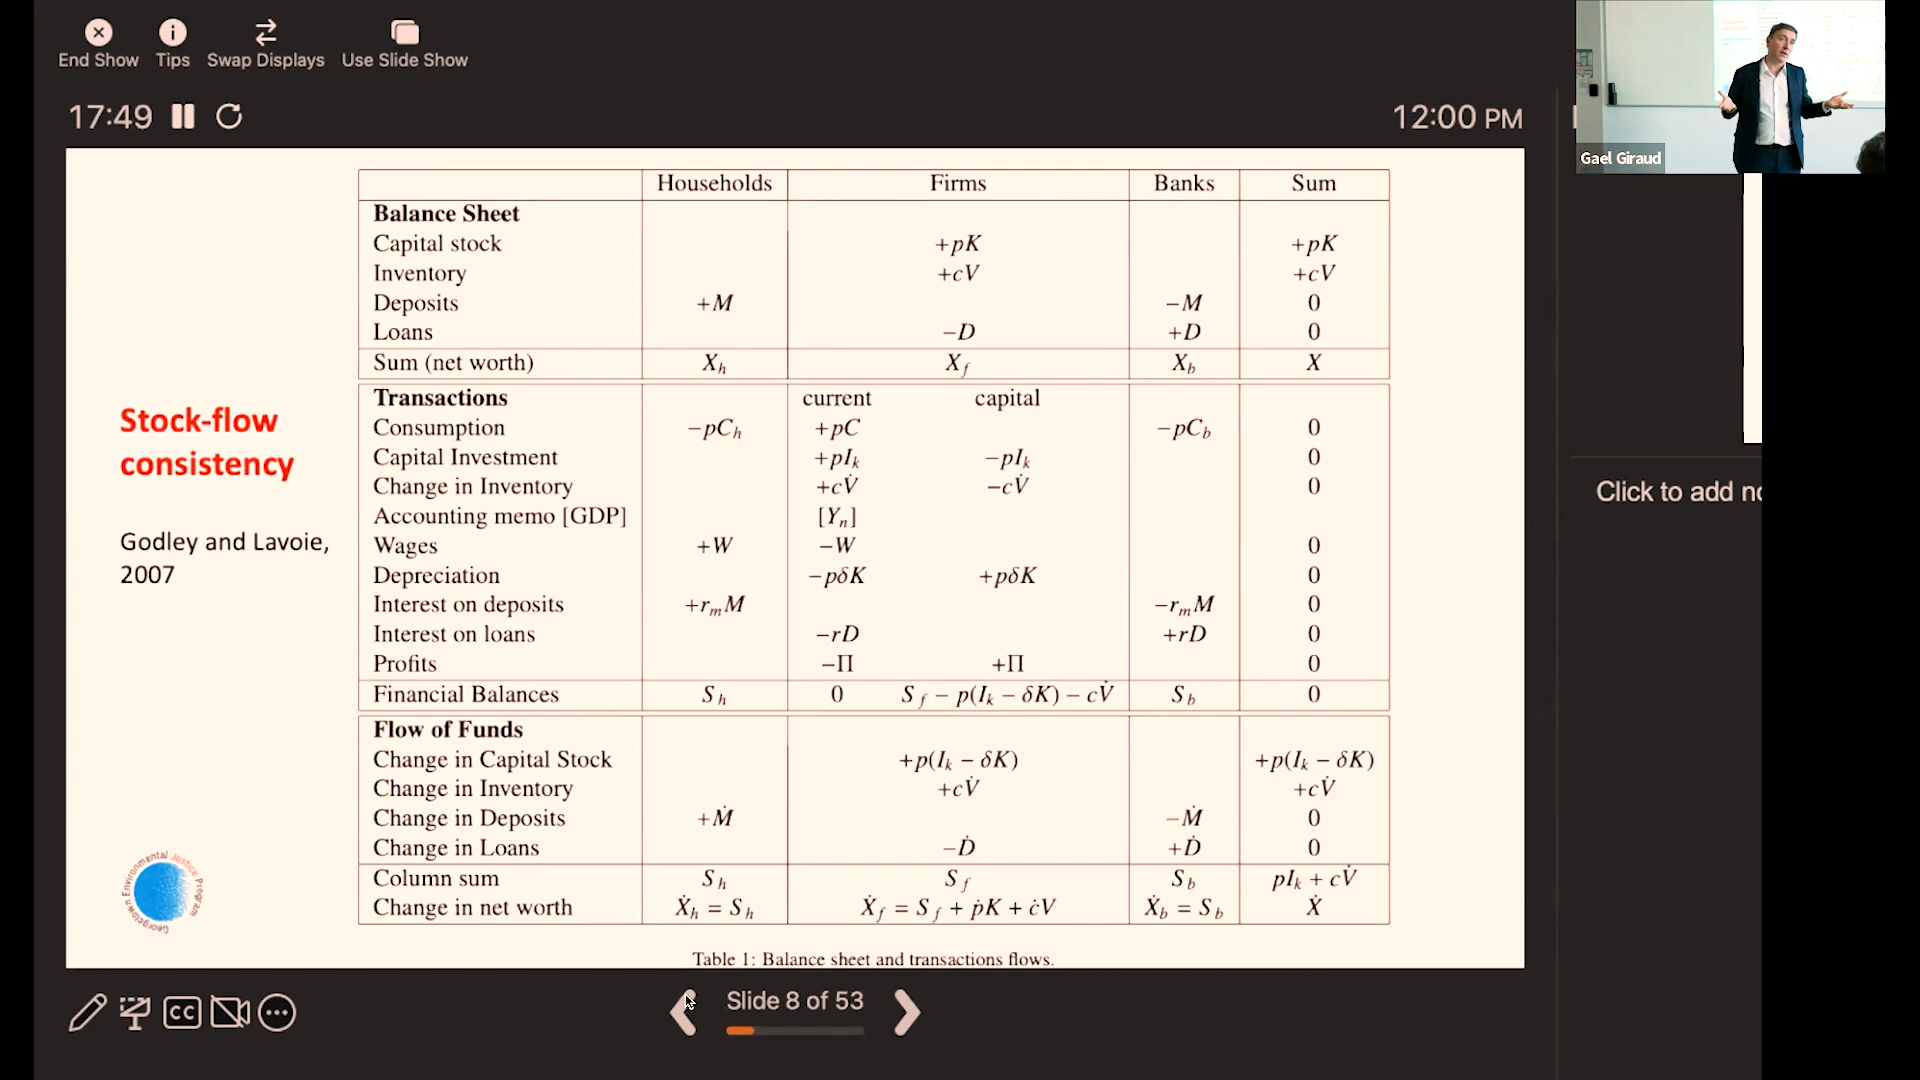 End Show Tips Swap Displays Use Slide Show
17:49 12:00 PM
Gael Giraud
Stock-flow
consistency
Godley and Lavoie,
2007
Georgetown Environmental Justice Program
Households Firms Banks Sum
Balance Sheet
Capital stock +pK +pK
Inventory +cV +cV
Deposits +M −M 0
Loans −D +D 0
Sum (net worth) X_h X_f X_b X
Transactions current capital
Consumption −pC_h +pC −pC_b 0
Capital Investment +pI_k −pI_k 0
Change in Inventory +cV̇ −cV̇ 0
Accounting memo [GDP] [Y_n]
Wages +W −W 0
Depreciation −pδK +pδK 0
Interest on deposits +r_mM −r_mM 0
Interest on loans −rD +rD 0
Profits −Π +Π 0
Financial Balances S_h 0 S_f − p(I_k − δK) − cV̇ S_b 0
Flow of Funds
Change in Capital Stock +p(I_k − δK) +p(I_k − δK)
Change in Inventory +cV̇ +cV̇
Change in Deposits +Ṁ −Ṁ 0
Change in Loans −Ḋ +Ḋ 0
Column sum S_h S_f S_b pI_k + cV̇
Change in net worth Ẋ_h = S_h Ẋ_f = S_f + ṗK + ċV Ẋ_b = S_b Ẋ
Table 1: Balance sheet and transactions flows.
Click to add no
CC
Slide 8 of 53